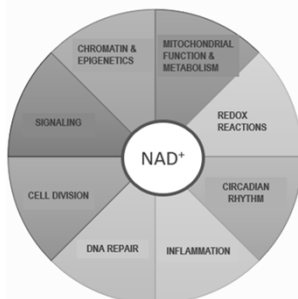 CHROMATIN &
EPIGENETICS
MITOCHONDRIAL
FUNCTION &
METABOLISM
REDOX
REACTIONS
SIGNALING
NAD⁺
CELL DIVISION
CIRCADIAN
RHYTHM
DNA REPAIR
INFLAMMATION